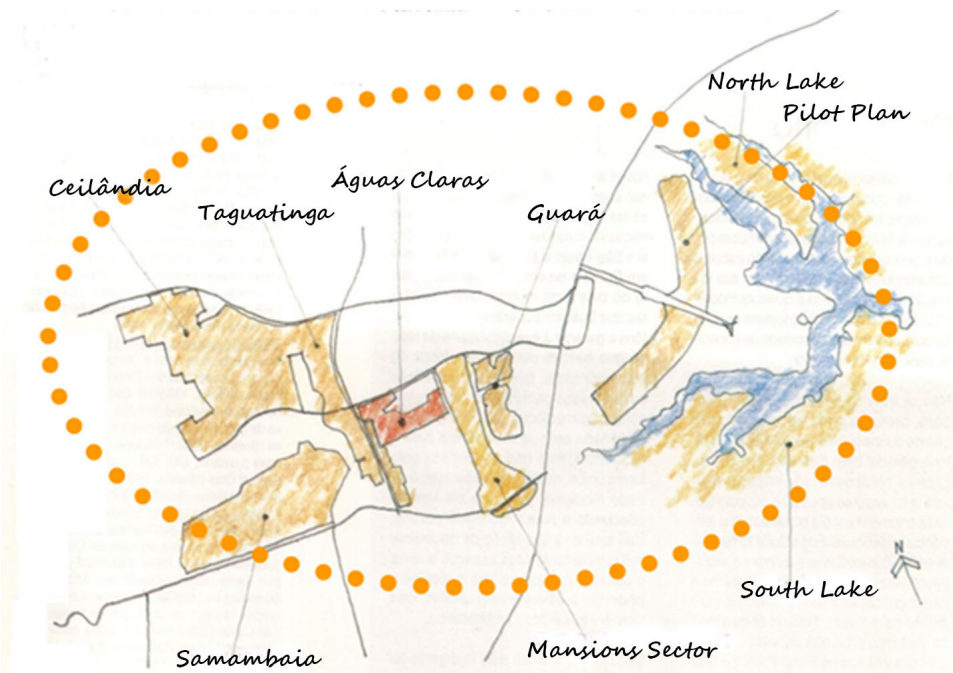 North Lake
Pilot Plan
Ceilândia
Águas Claras
Taguatinga
Guará
N
South Lake
Mansions Sector
Samambaia